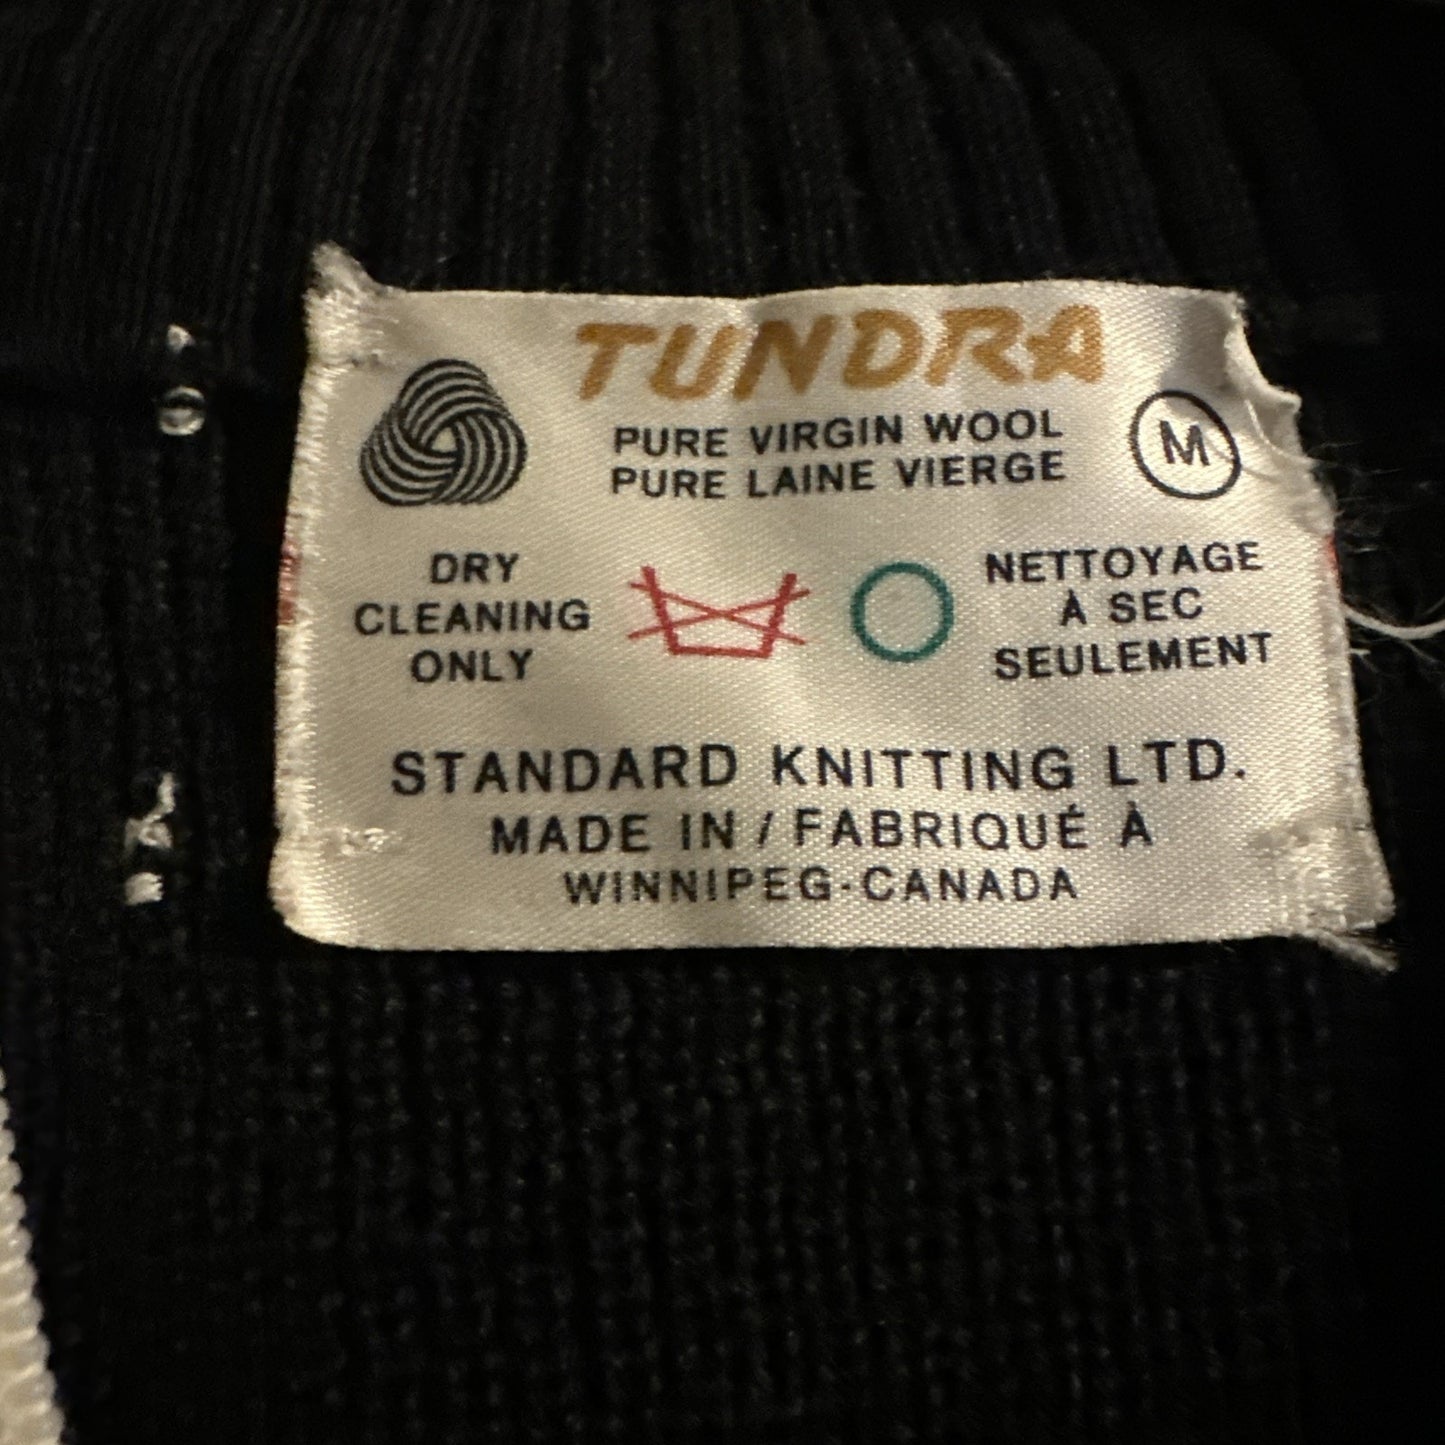 TUNDRA
PURE VIRGIN WOOL
PURE LAINE VIERGE
M
DRY
CLEANING
ONLY
NETTOYAGE
À SEC
SEULEMENT
STANDARD KNITTING LTD.
MADE IN / FABRIQUÉ À
WINNIPEG-CANADA